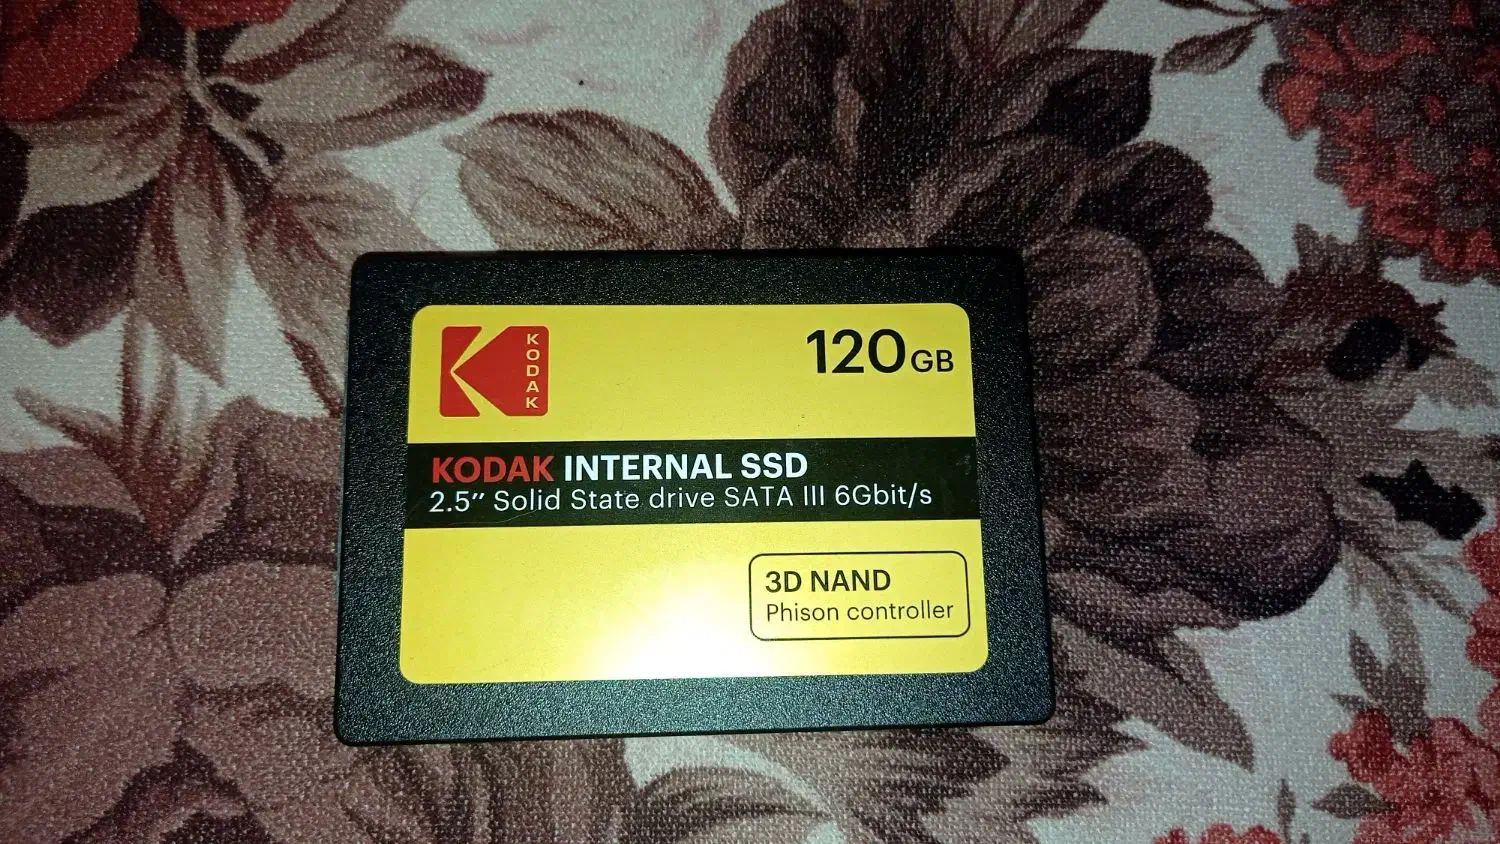 KODAK
120GB
KODAK INTERNAL SSD
2.5″ Solid State drive SATA III 6Gbit/s
3D NAND
Phison controller